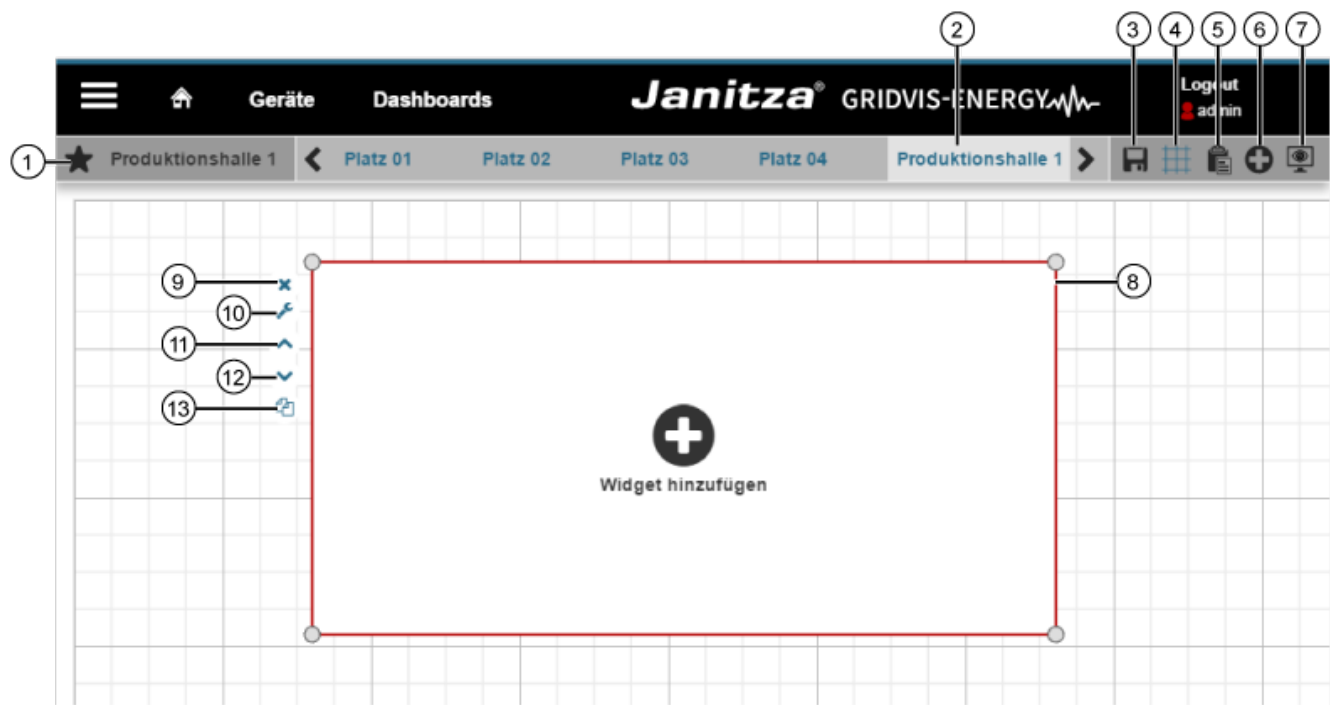 2 3 4 5 6 7
Geräte Dashboards Janitza® GRIDVIS-ENERGY Logout
admin
1 Produktionshalle 1 Platz 01 Platz 02 Platz 03 Platz 04 Produktionshalle 1
9 8
10
11
12
13
Widget hinzufügen